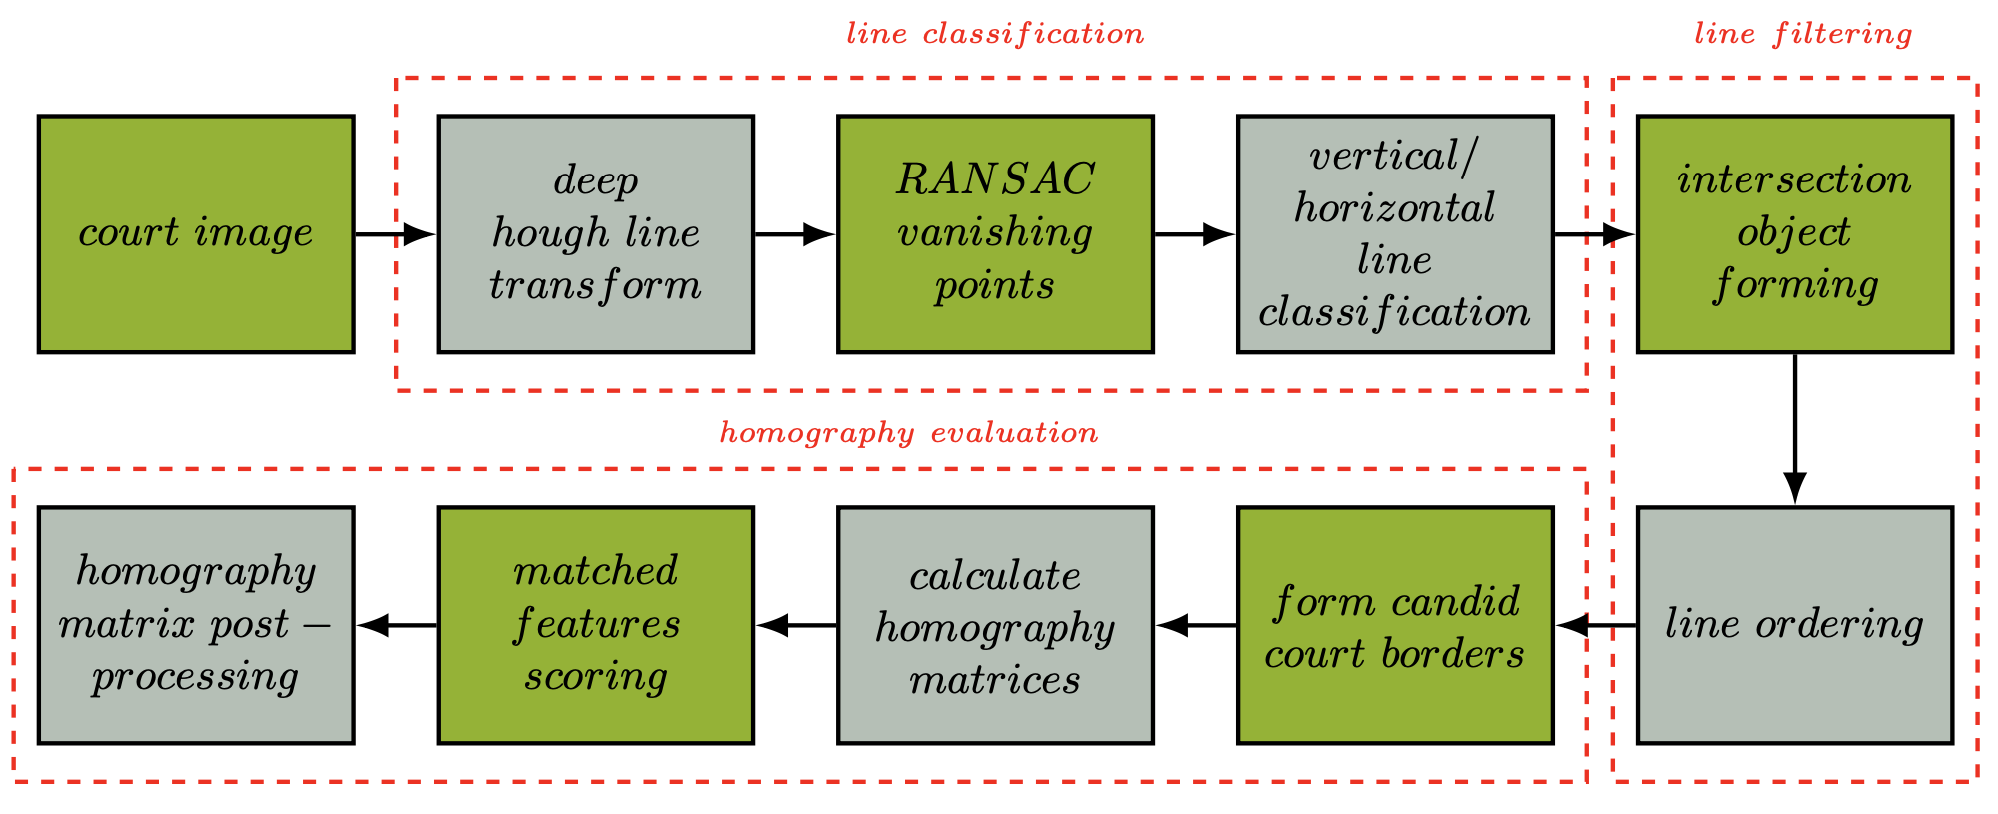 line classification
line filtering
court image
deep
hough line
transform
RANSAC
vanishing
points
vertical/
horizontal
line
classification
intersection
object
forming
homography evaluation
homography
matrix post −
processing
matched
features
scoring
calculate
homography
matrices
form candid
court borders
line ordering